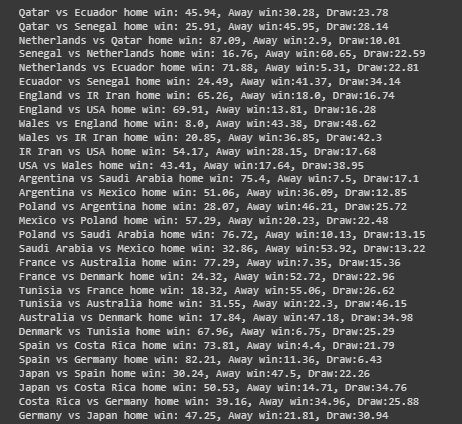 Qatar vs Ecuador home win: 45.94, Away win:30.28, Draw:23.78
Qatar vs Senegal home win: 25.91, Away win:45.95, Draw:28.14
Netherlands vs Qatar home win: 87.09, Away win:2.9, Draw:10.01
Senegal vs Netherlands home win: 16.76, Away win:60.65, Draw:22.59
Netherlands vs Ecuador home win: 71.88, Away win:5.31, Draw:22.81
Ecuador vs Senegal home win: 24.49, Away win:41.37, Draw:34.14
England vs IR Iran home win: 65.26, Away win:18.0, Draw:16.74
England vs USA home win: 69.91, Away win:13.81, Draw:16.28
Wales vs England home win: 8.0, Away win:43.38, Draw:48.62
Wales vs IR Iran home win: 20.85, Away win:36.85, Draw:42.3
IR Iran vs USA home win: 54.17, Away win:28.15, Draw:17.68
USA vs Wales home win: 43.41, Away win:17.64, Draw:38.95
Argentina vs Saudi Arabia home win: 75.4, Away win:7.5, Draw:17.1
Argentina vs Mexico home win: 51.06, Away win:36.09, Draw:12.85
Poland vs Argentina home win: 28.07, Away win:46.21, Draw:25.72
Mexico vs Poland home win: 57.29, Away win:20.23, Draw:22.48
Poland vs Saudi Arabia home win: 76.72, Away win:10.13, Draw:13.15
Saudi Arabia vs Mexico home win: 32.86, Away win:53.92, Draw:13.22
France vs Australia home win: 77.29, Away win:7.35, Draw:15.36
France vs Denmark home win: 24.32, Away win:52.72, Draw:22.96
Tunisia vs France home win: 18.32, Away win:55.06, Draw:26.62
Tunisia vs Australia home win: 31.55, Away win:22.3, Draw:46.15
Australia vs Denmark home win: 17.84, Away win:47.18, Draw:34.98
Denmark vs Tunisia home win: 67.96, Away win:6.75, Draw:25.29
Spain vs Costa Rica home win: 73.81, Away win:4.4, Draw:21.79
Spain vs Germany home win: 82.21, Away win:11.36, Draw:6.43
Japan vs Spain home win: 30.24, Away win:47.5, Draw:22.26
Japan vs Costa Rica home win: 50.53, Away win:14.71, Draw:34.76
Costa Rica vs Germany home win: 39.16, Away win:34.96, Draw:25.88
Germany vs Japan home win: 47.25, Away win:21.81, Draw:30.94